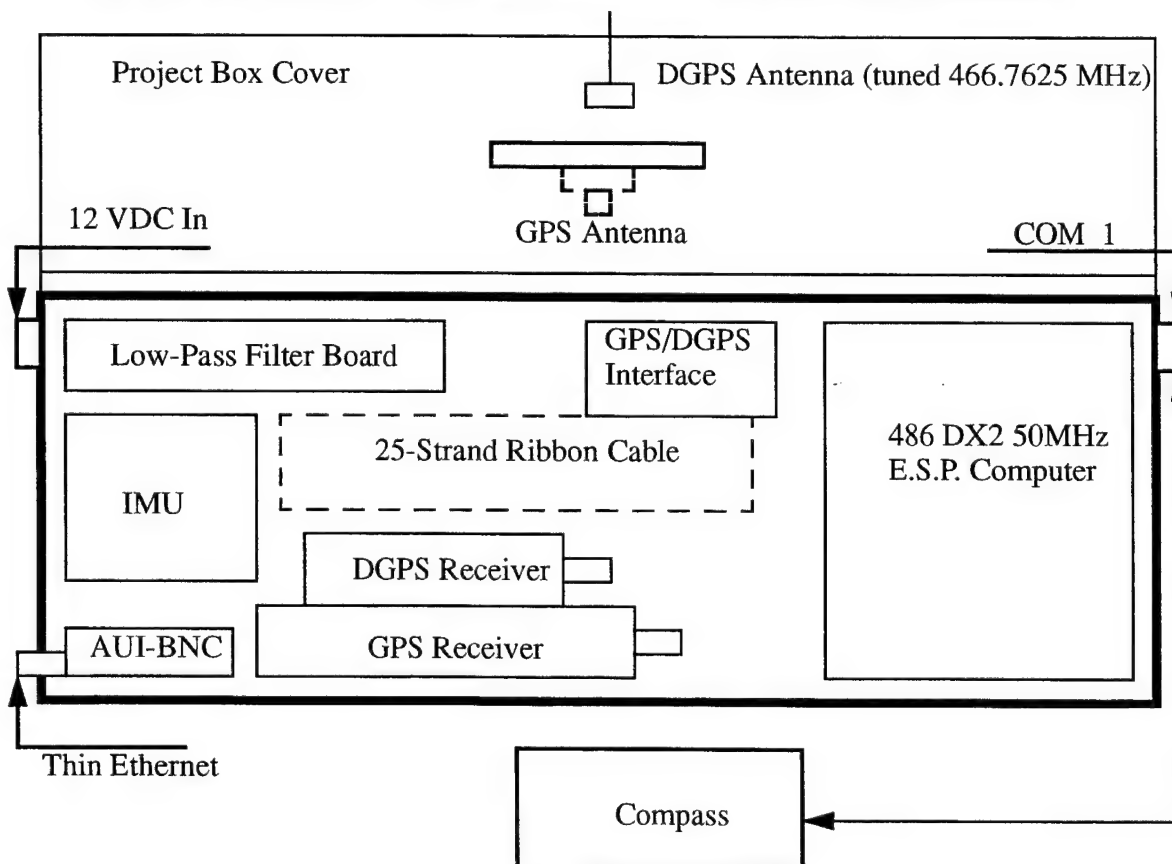 Project Box Cover
DGPS Antenna (tuned 466.7625 MHz)
12 VDC In
GPS Antenna
COM 1
Low-Pass Filter Board
GPS/DGPS
Interface
25-Strand Ribbon Cable
486 DX2 50MHz
E.S.P. Computer
IMU
DGPS Receiver
AUI-BNC
GPS Receiver
Thin Ethernet
Compass